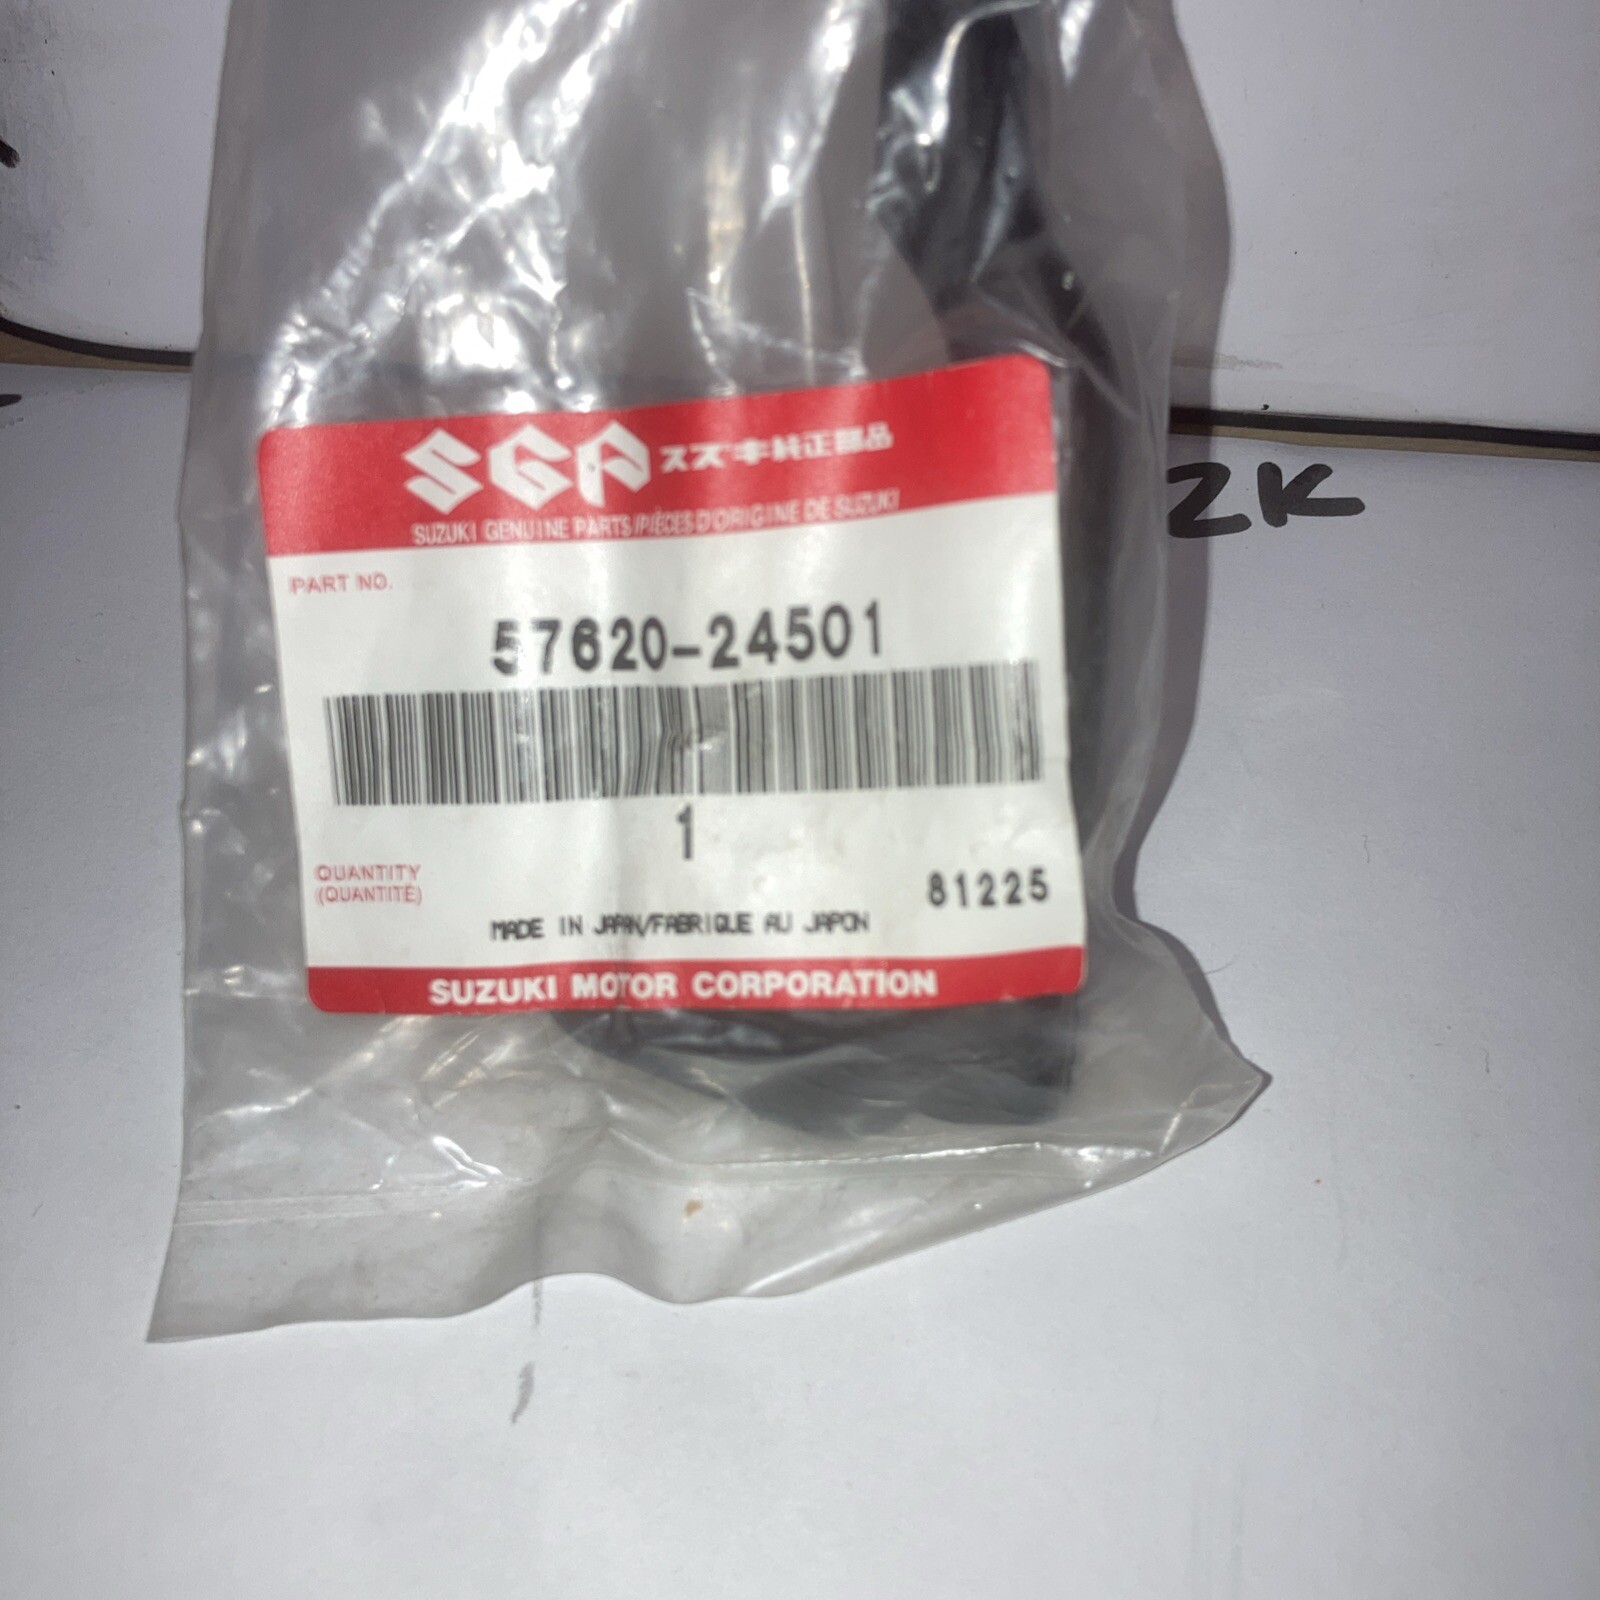 SGP スズキ純正部品
SUZUKI GENUINE PARTS/PIÈCES D'ORIGINE DE SUZUKI
PART NO.
57620-24501
1
QUANTITY
(QUANTITÉ)
81225
MADE IN JAPAN/FABRIQUE AU JAPON
SUZUKI MOTOR CORPORATION
2K